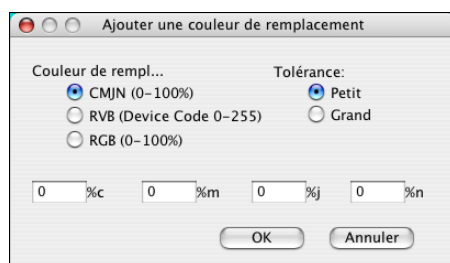 Ajouter une couleur de remplacement
Couleur de rempl... Tolérance:
CMJN (0-100%) Petit
RVB (Device Code 0-255) Grand
RGB (0-100%)
0 %c 0 %m 0 %j 0 %n
OK Annuler